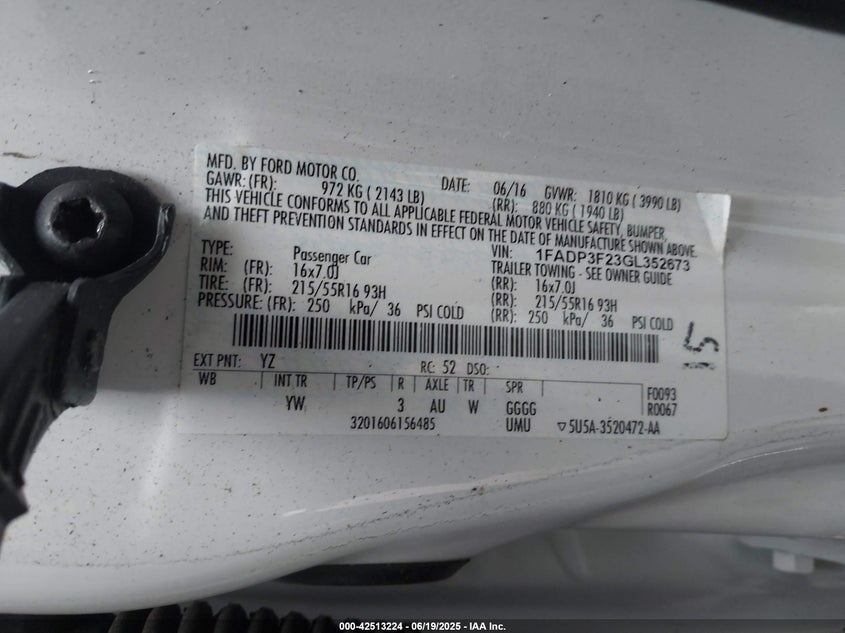 MFD. BY FORD MOTOR CO.
DATE: 06/16 GVWR: 1810 KG ( 3990 LB)
GAWR: (FR): 972 KG ( 2143 LB) (RR): 880 KG ( 1940 LB)
THIS VEHICLE CONFORMS TO ALL APPLICABLE FEDERAL MOTOR VEHICLE SAFETY, BUMPER,
AND THEFT PREVENTION STANDARDS IN EFFECT ON THE DATE OF MANUFACTURE SHOWN ABOVE.
VIN: 1FADP3F23GL352673
TYPE: Passenger Car TRAILER TOWING - SEE OWNER GUIDE
RIM: (FR): 16x7.0J (RR): 16x7.0J
TIRE: (FR): 215/55R16 93H (RR): 215/55R16 93H
PRESSURE: (FR): 250 kPa/ 36 PSI COLD (RR): 250 kPa/ 36 PSI COLD
15
EXT PNT: YZ RC: 52 DSO:
WB INT TR TP/PS R AXLE TR SPR F0093
YW 3 AU W GGGG R0067
3201606156485 UMU ▽5U5A-3520472-AA
000-42513224 | 06/19/2025 - IAA Inc.